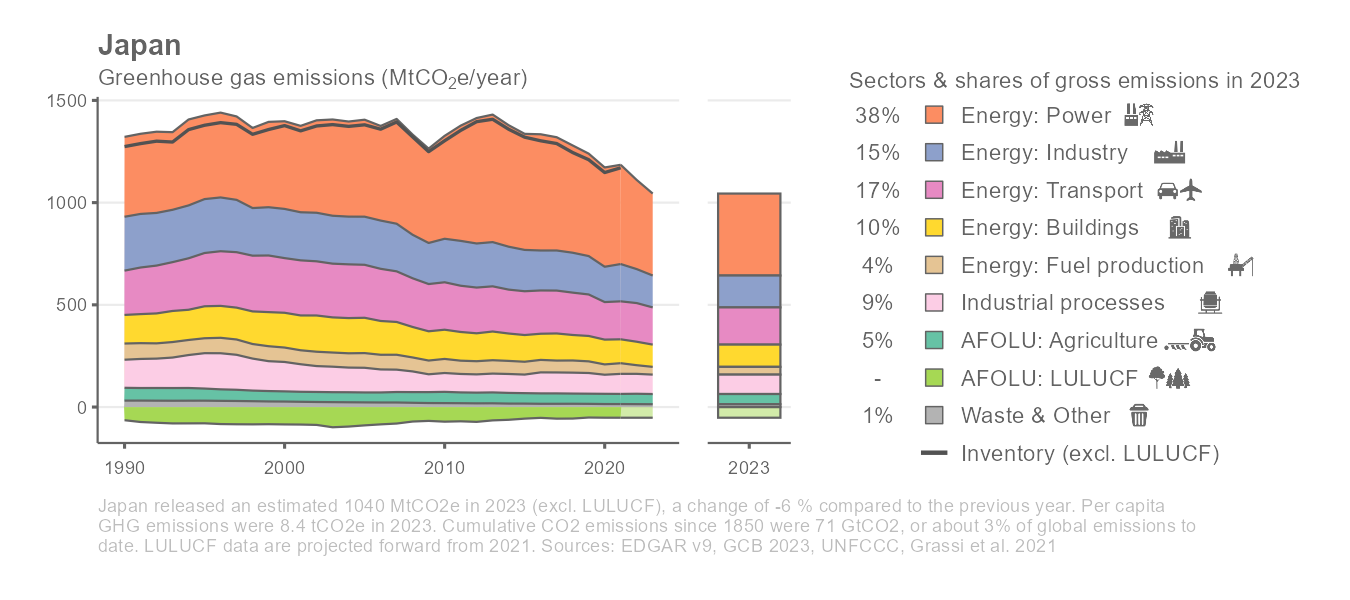 Japan
Greenhouse gas emissions (MtCO₂e/year)
1500
1000
500
0
1990
2000
2010
2020
2023
Sectors & shares of gross emissions in 2023
38% Energy: Power
15% Energy: Industry
17% Energy: Transport
10% Energy: Buildings
4% Energy: Fuel production
9% Industrial processes
5% AFOLU: Agriculture
- AFOLU: LULUCF
1% Waste & Other
Inventory (excl. LULUCF)
Japan released an estimated 1040 MtCO2e in 2023 (excl. LULUCF), a change of -6 % compared to the previous year. Per capita
GHG emissions were 8.4 tCO2e in 2023. Cumulative CO2 emissions since 1850 were 71 GtCO2, or about 3% of global emissions to
date. LULUCF data are projected forward from 2021. Sources: EDGAR v9, GCB 2023, UNFCCC, Grassi et al. 2021